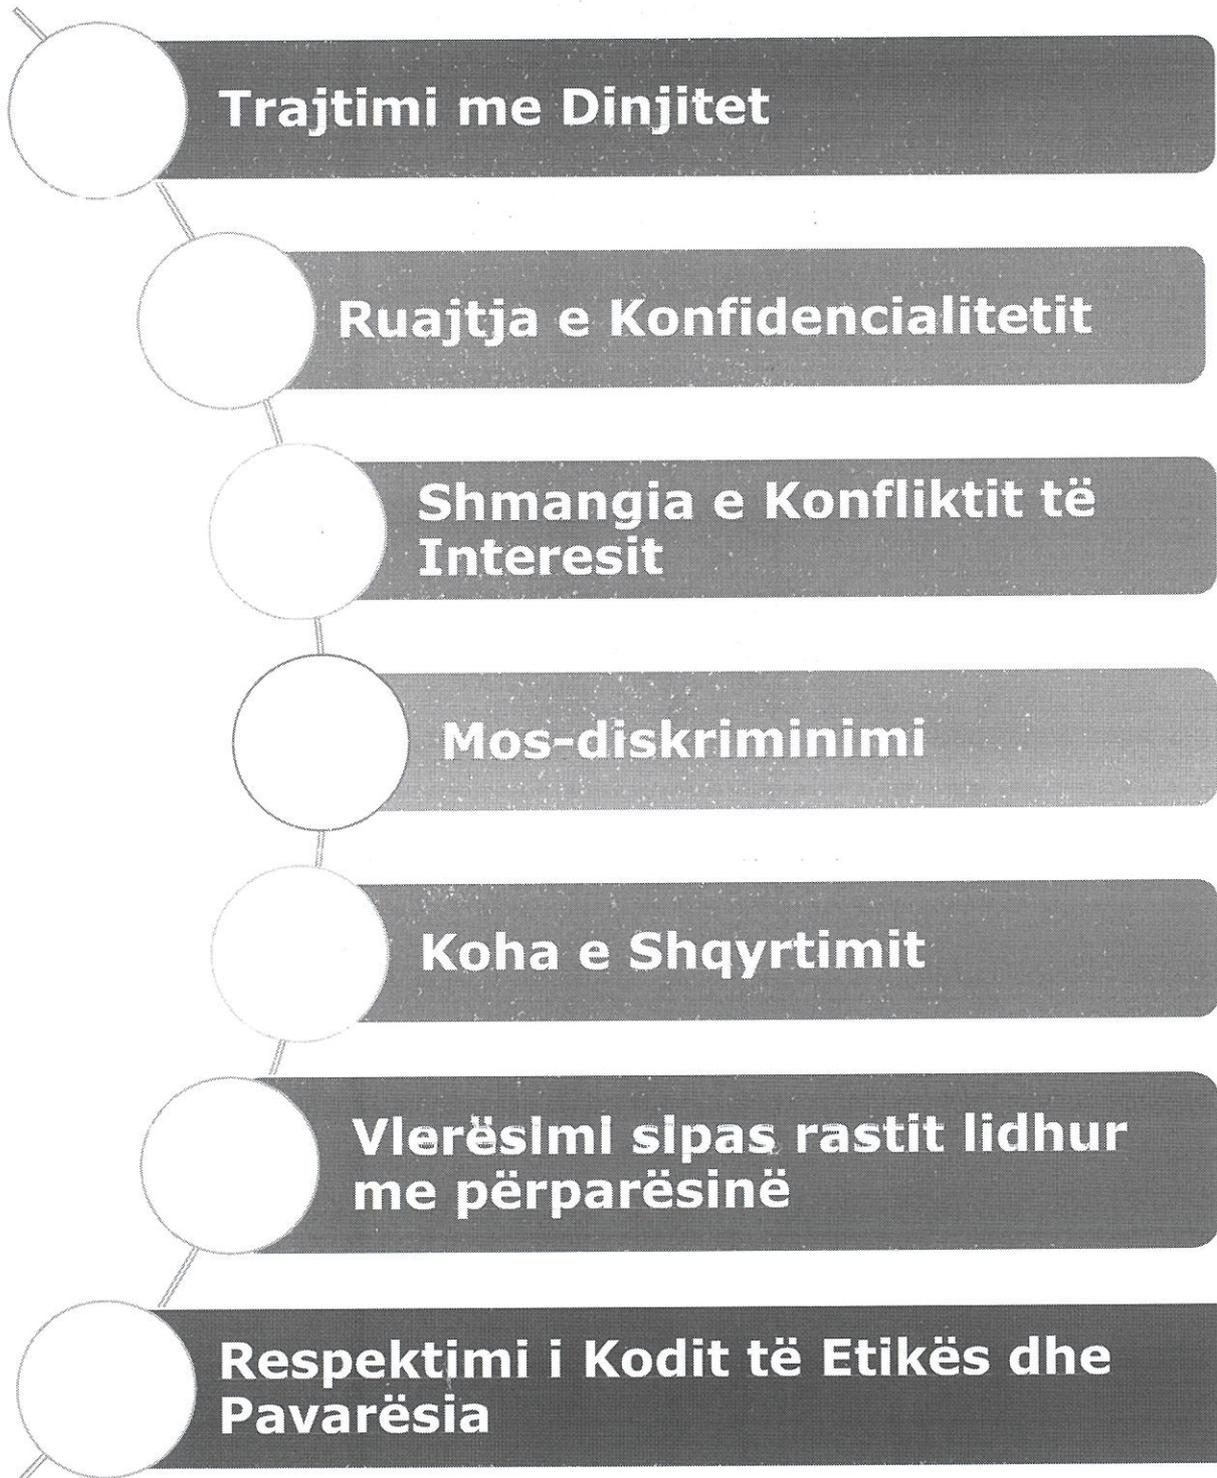 Trajtimi me Dinjitet
Ruajtja e Konfidencialitetit
Shmangia e Konfliktit të
Interesit
Mos-diskriminimi
Koha e Shqyrtimit
Vlerësimi sipas rastit lidhur
me përparësinë
Respektimi i Kodit të Etikës dhe
Pavarësia